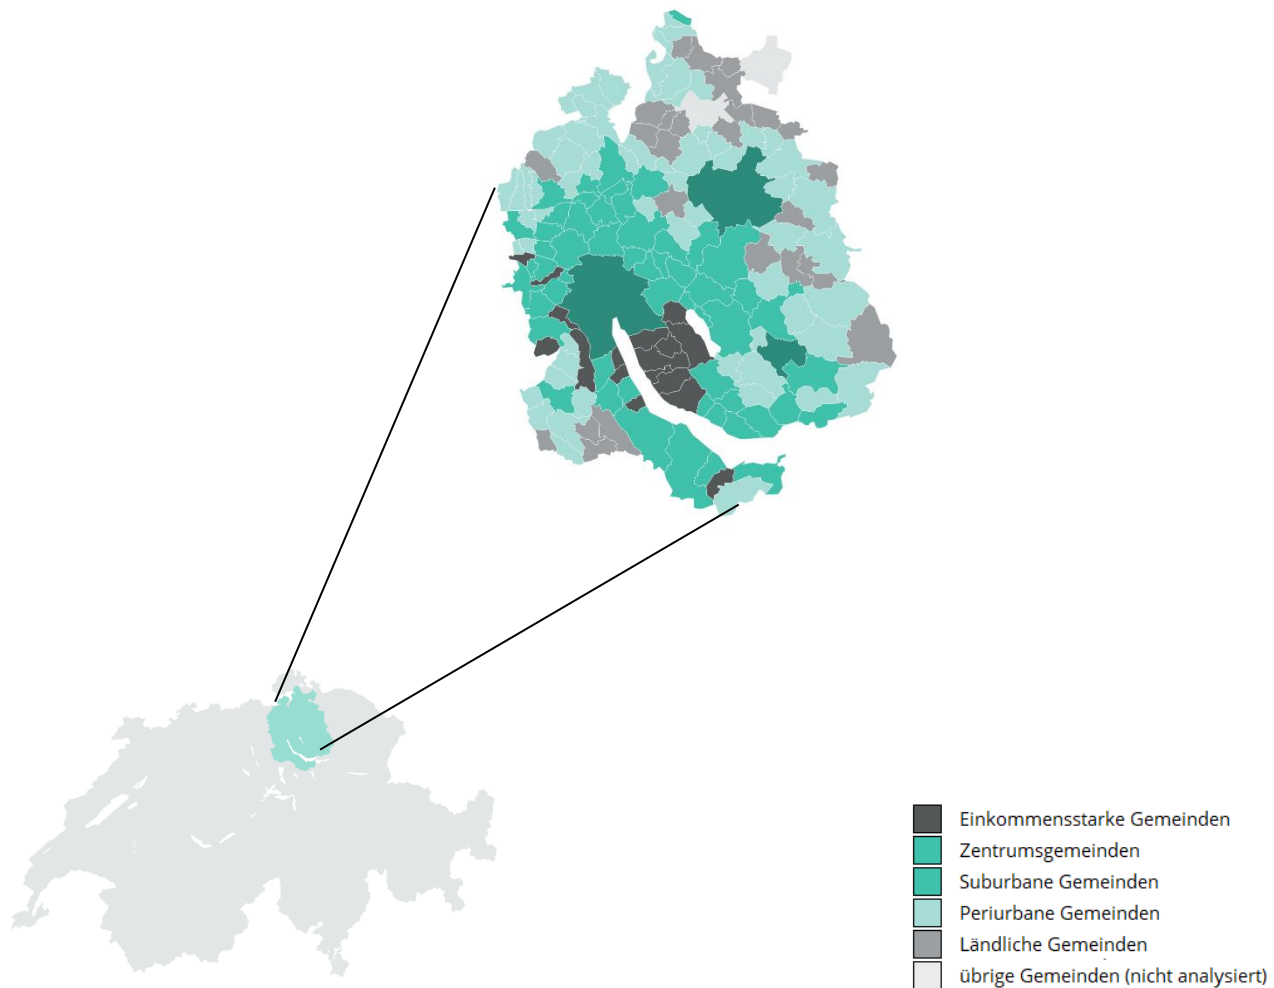 Einkommensstarke Gemeinden
Zentrumsgemeinden
Suburbane Gemeinden
Periurbane Gemeinden
Ländliche Gemeinden
übrige Gemeinden (nicht analysiert)